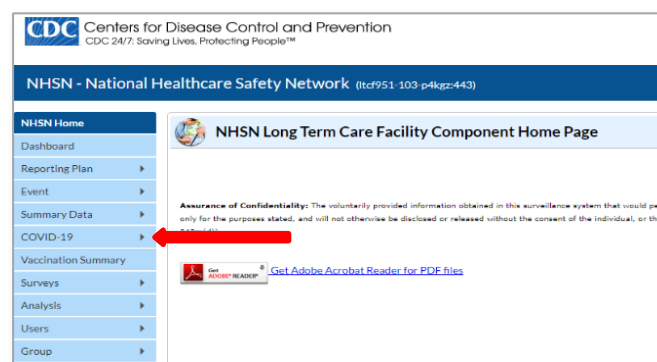 CDC Centers for Disease Control and Prevention
CDC 24/7: Saving Lives, Protecting People™
NHSN - National Healthcare Safety Network (ltcf951-103-p4kgz:443)
NHSN Home
Dashboard
Reporting Plan
Event
Summary Data
COVID-19
Vaccination Summary
Surveys
Analysis
Users
Group
NHSN Long Term Care Facility Component Home Page
Assurance of Confidentiality: The voluntarily provided information obtained in this surveillance system that would pe
only for the purposes stated, and will not otherwise be disclosed or released without the consent of the individual, or th
Get
ADOBE® READER®
Get Adobe Acrobat Reader for PDF files